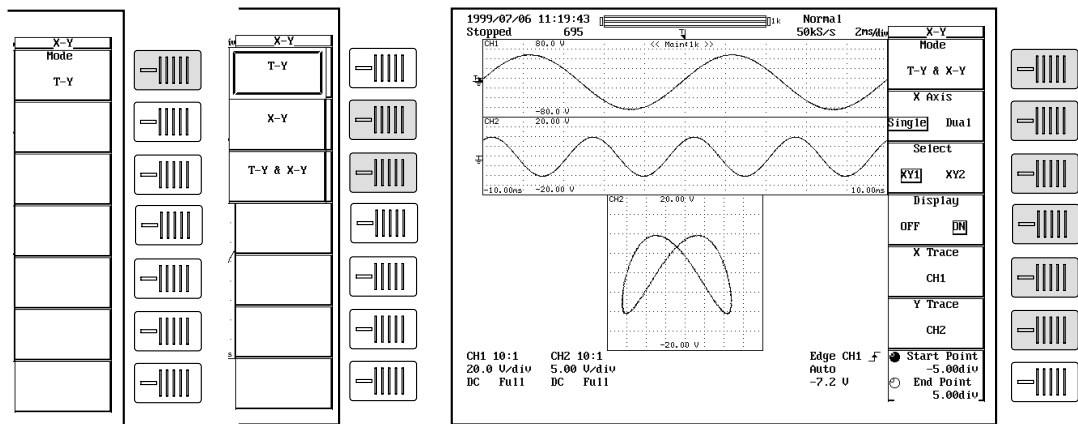 X-Y
Mode
T-Y
X-Y
T-Y
X-Y
T-Y & X-Y
1999/07/06 11:19:43
1k
Normal
Stopped
695
50kS/s
2ms/div
CH1
80.0 V
<< Main:1k >>
-80.0 V
CH2
20.00 V
-10.00ms
-20.00 V
10.00ms
CH2
20.00 V
-20.00 V
CH1 10:1
CH2 10:1
20.0 V/div
5.00 V/div
DC Full
DC Full
Edge CH1
Auto
-7.2 V
X-Y
Mode
T-Y & X-Y
X Axis
Single Dual
Select
XY1 XY2
Display
OFF ON
X Trace
CH1
Y Trace
CH2
Start Point
-5.00div
End Point
5.00div